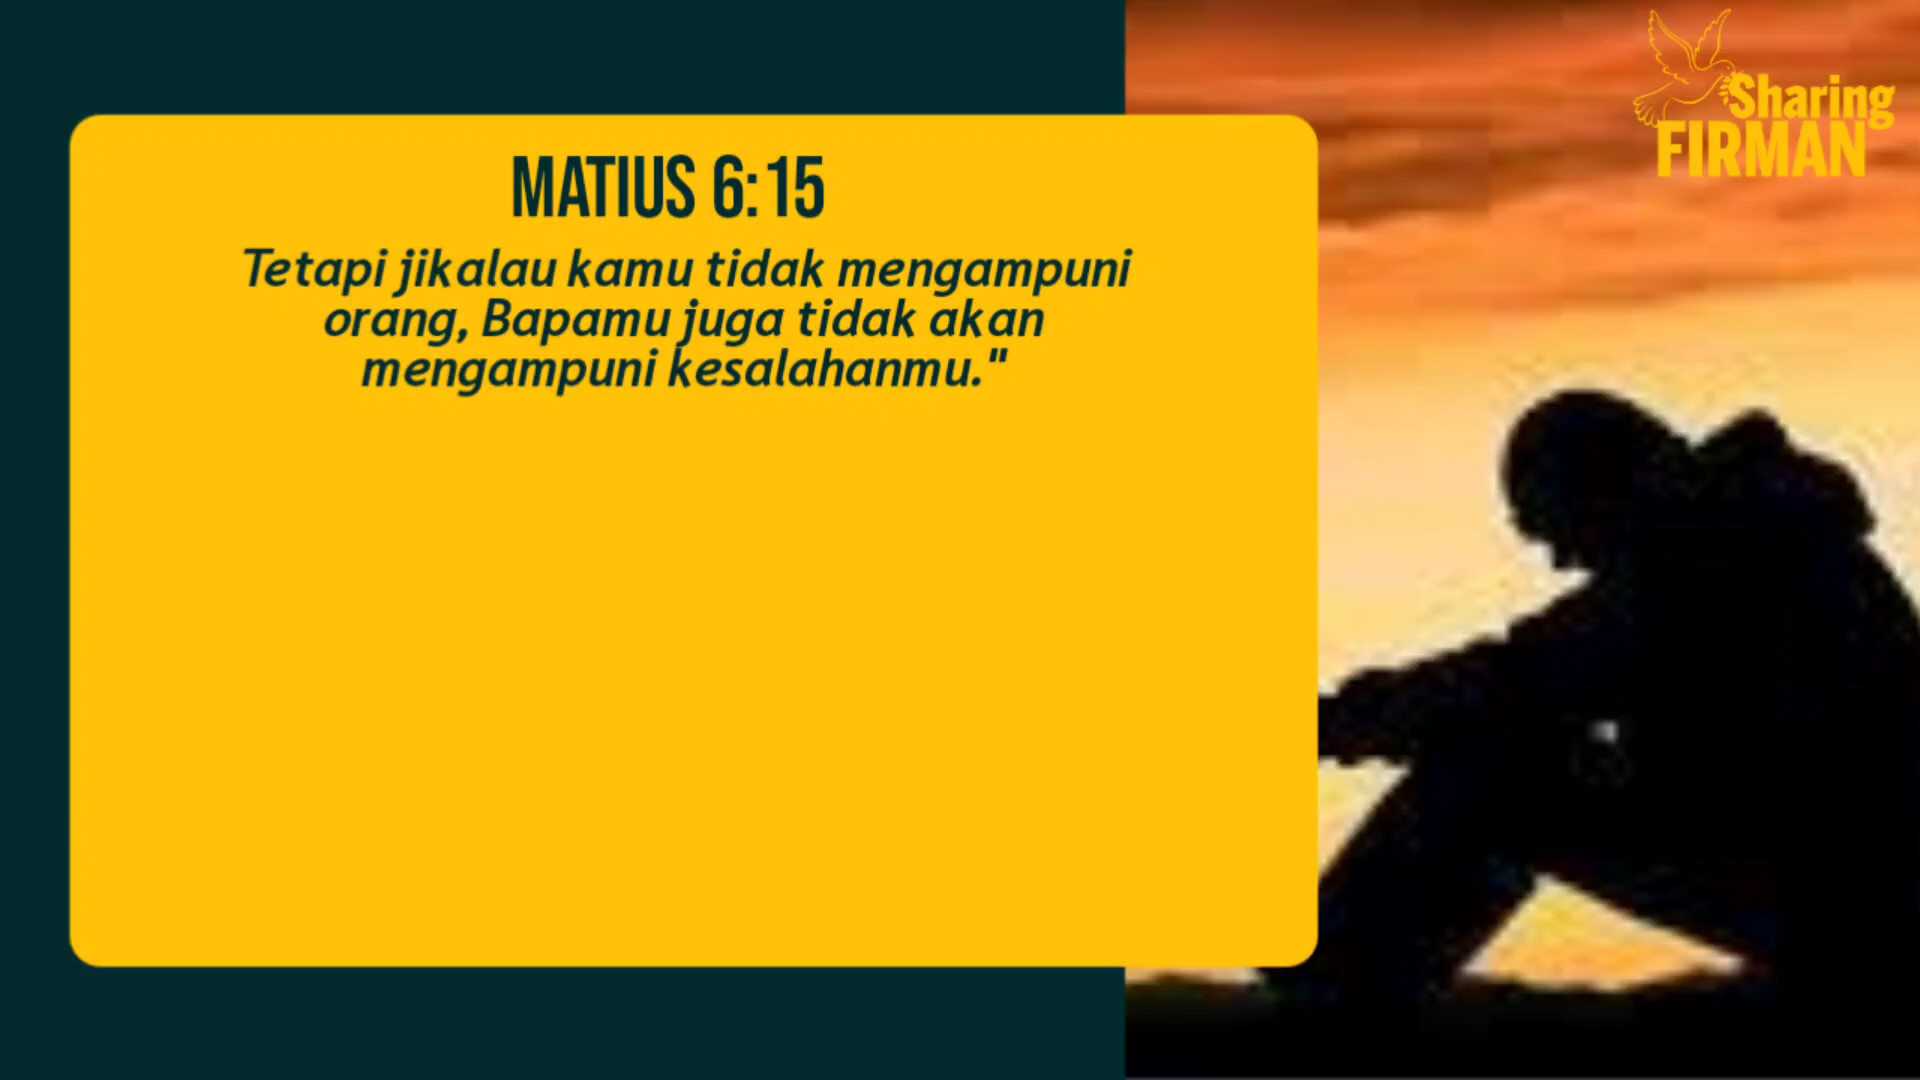 Sharing
FIRMAN
MATIUS 6:15
Tetapi jikalau kamu tidak mengampuni
orang, Bapamu juga tidak akan
mengampuni kesalahanmu."